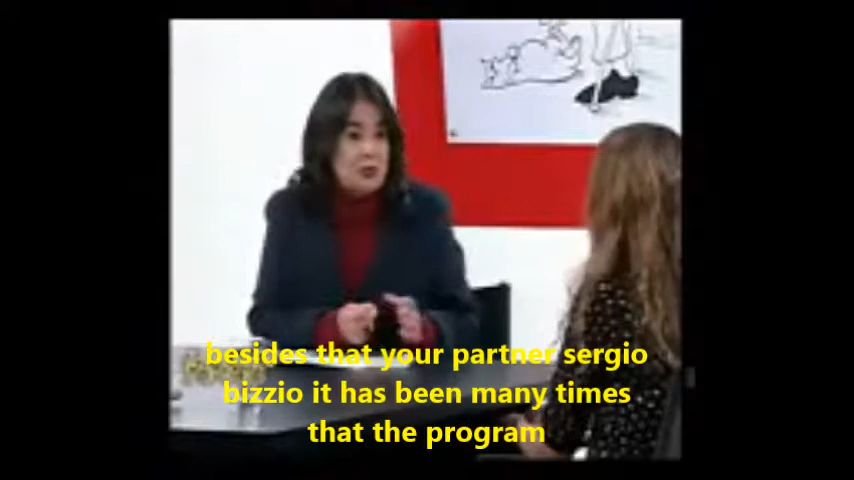 besides that your partner sergio
bizzio it has been many times
that the program